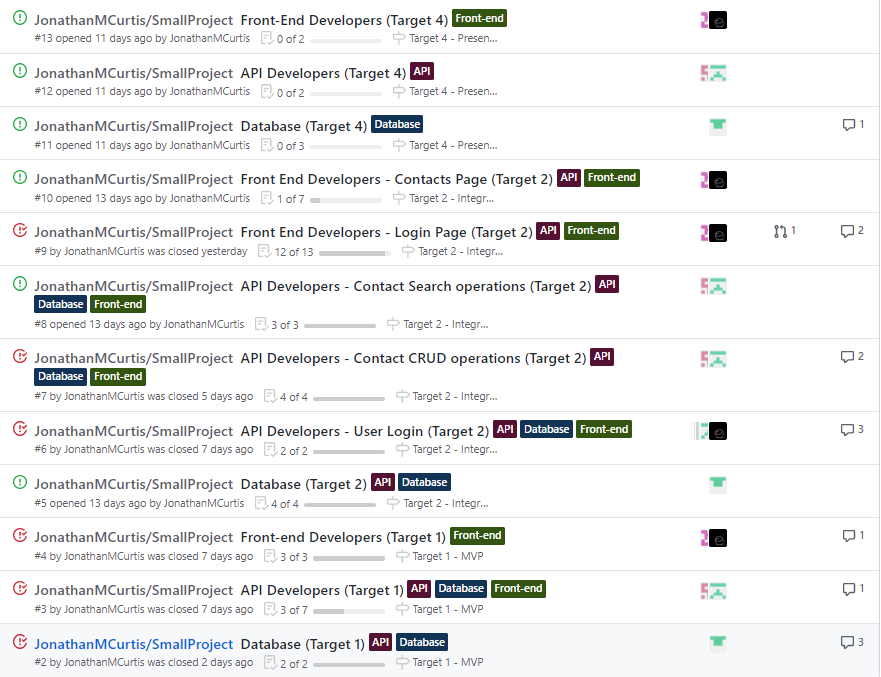 JonathanMCurtis/SmallProject Front-End Developers (Target 4) Front-end
#13 opened 11 days ago by JonathanMCurtis 0 of 2 Target 4 - Presen...
JonathanMCurtis/SmallProject API Developers (Target 4) API
#12 opened 11 days ago by JonathanMCurtis 0 of 2 Target 4 - Presen...
JonathanMCurtis/SmallProject Database (Target 4) Database 1
#11 opened 11 days ago by JonathanMCurtis 0 of 3 Target 4 - Presen...
JonathanMCurtis/SmallProject Front End Developers - Contacts Page (Target 2) API Front-end
#10 opened 13 days ago by JonathanMCurtis 1 of 7 Target 2 - Integr...
JonathanMCurtis/SmallProject Front End Developers - Login Page (Target 2) API Front-end 1 2
#9 by JonathanMCurtis was closed yesterday 12 of 13 Target 2 - Integr...
JonathanMCurtis/SmallProject API Developers - Contact Search operations (Target 2) API
Database Front-end
#8 opened 13 days ago by JonathanMCurtis 3 of 3 Target 2 - Integr...
JonathanMCurtis/SmallProject API Developers - Contact CRUD operations (Target 2) API 2
Database Front-end
#7 by JonathanMCurtis was closed 5 days ago 4 of 4 Target 2 - Integr...
JonathanMCurtis/SmallProject API Developers - User Login (Target 2) API Database Front-end 3
#6 by JonathanMCurtis was closed 7 days ago 2 of 2 Target 2 - Integr...
JonathanMCurtis/SmallProject Database (Target 2) API Database
#5 opened 13 days ago by JonathanMCurtis 4 of 4 Target 2 - Integr...
JonathanMCurtis/SmallProject Front-end Developers (Target 1) Front-end 1
#4 by JonathanMCurtis was closed 7 days ago 3 of 3 Target 1 - MVP
JonathanMCurtis/SmallProject API Developers (Target 1) API Database Front-end 1
#3 by JonathanMCurtis was closed 7 days ago 3 of 7 Target 1 - MVP
JonathanMCurtis/SmallProject Database (Target 1) API Database 3
#2 by JonathanMCurtis was closed 2 days ago 2 of 2 Target 1 - MVP